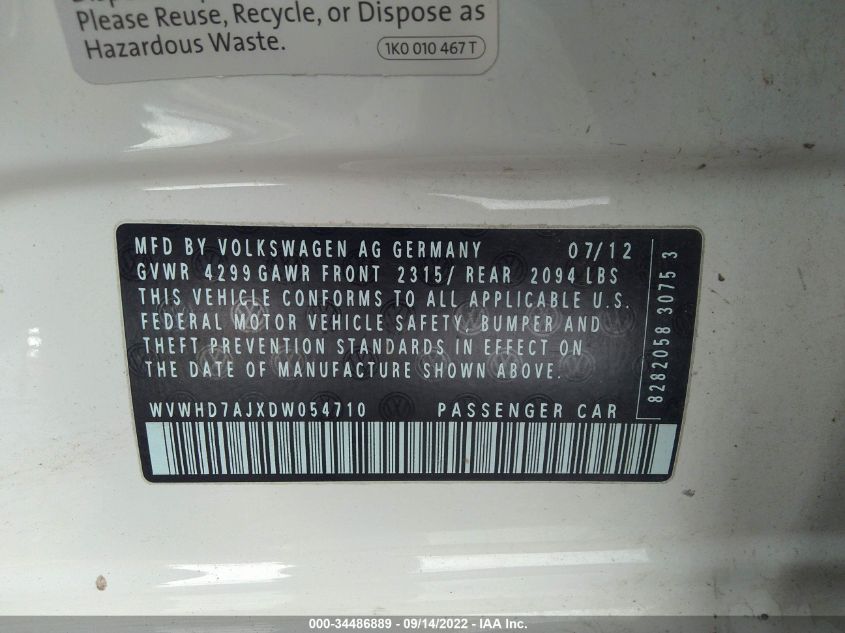 Please Reuse, Recycle, or Dispose as
Hazardous Waste.
1K0 010 467 T
MFD BY VOLKSWAGEN AG GERMANY 07/12
GVWR 4299 GAWR FRONT 2315/ REAR 2094 LBS
THIS VEHICLE CONFORMS TO ALL APPLICABLE U.S.
FEDERAL MOTOR VEHICLE SAFETY, BUMPER AND
THEFT PREVENTION STANDARDS IN EFFECT ON
THE DATE OF MANUFACTURE SHOWN ABOVE.
WVWHD7AJXDW054710 PASSENGER CAR
8282058 3075 3
000-34486889 - 09/14/2022 - IAA Inc.